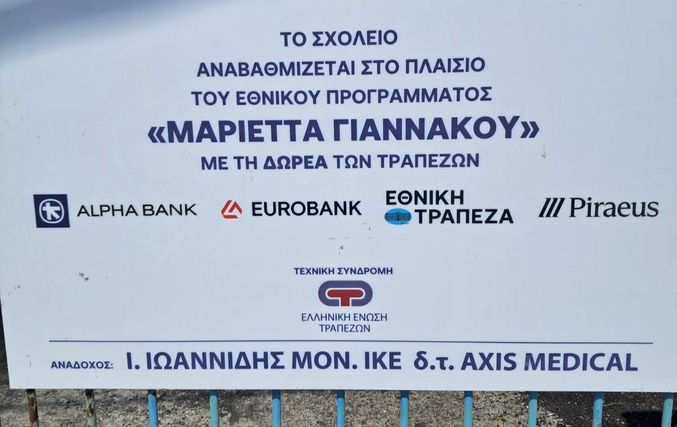 ΤΟ ΣΧΟΛΕΙΟ
ΑΝΑΒΑΘΜΙΖΕΤΑΙ ΣΤΟ ΠΛΑΙΣΙΟ
ΤΟΥ ΕΘΝΙΚΟΥ ΠΡΟΓΡΑΜΜΑΤΟΣ
«ΜΑΡΙΕΤΤΑ ΓΙΑΝΝΑΚΟΥ»
ΜΕ ΤΗ ΔΩΡΕΑ ΤΩΝ ΤΡΑΠΕΖΩΝ
ALPHA BANK
EUROBANK
ΕΘΝΙΚΗ
ΤΡΑΠΕΖΑ
Piraeus
ΤΕΧΝΙΚΗ ΣΥΝΔΡΟΜΗ
ΕΛΛΗΝΙΚΗ ΕΝΩΣΗ
ΤΡΑΠΕΖΩΝ
ΑΝΑΔΟΧΟΣ: Ι. ΙΩΑΝΝΙΔΗΣ ΜΟΝ. ΙΚΕ δ.τ. AXIS MEDICAL